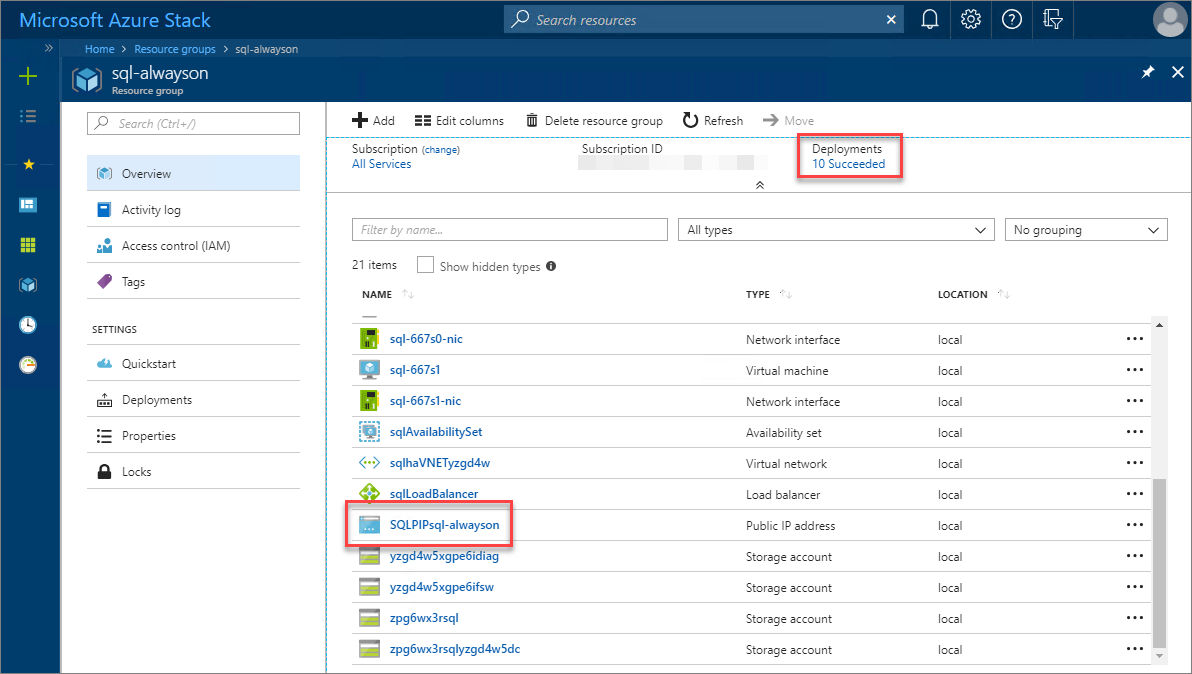 Microsoft Azure Stack
Search resources
Home > Resource groups > sql-alwayson
sql-alwayson
Resource group
Search (Ctrl+/)
Overview
Activity log
Access control (IAM)
Tags
SETTINGS
Quickstart
Deployments
Properties
Locks
Add Edit columns Delete resource group Refresh Move
Subscription (change) Subscription ID Deployments
All Services 10 Succeeded
Filter by name... All types No grouping
21 items Show hidden types
NAME TYPE LOCATION
sql-667s0-nic Network interface local
sql-667s1 Virtual machine local
sql-667s1-nic Network interface local
sqlAvailabilitySet Availability set local
sqlhaVNETyzgd4w Virtual network local
sqlLoadBalancer Load balancer local
SQLPIPsql-alwayson Public IP address local
yzgd4w5xgpe6idiag Storage account local
yzgd4w5xgpe6ifsw Storage account local
zpg6wx3rsql Storage account local
zpg6wx3rsqlyzgd4w5dc Storage account local